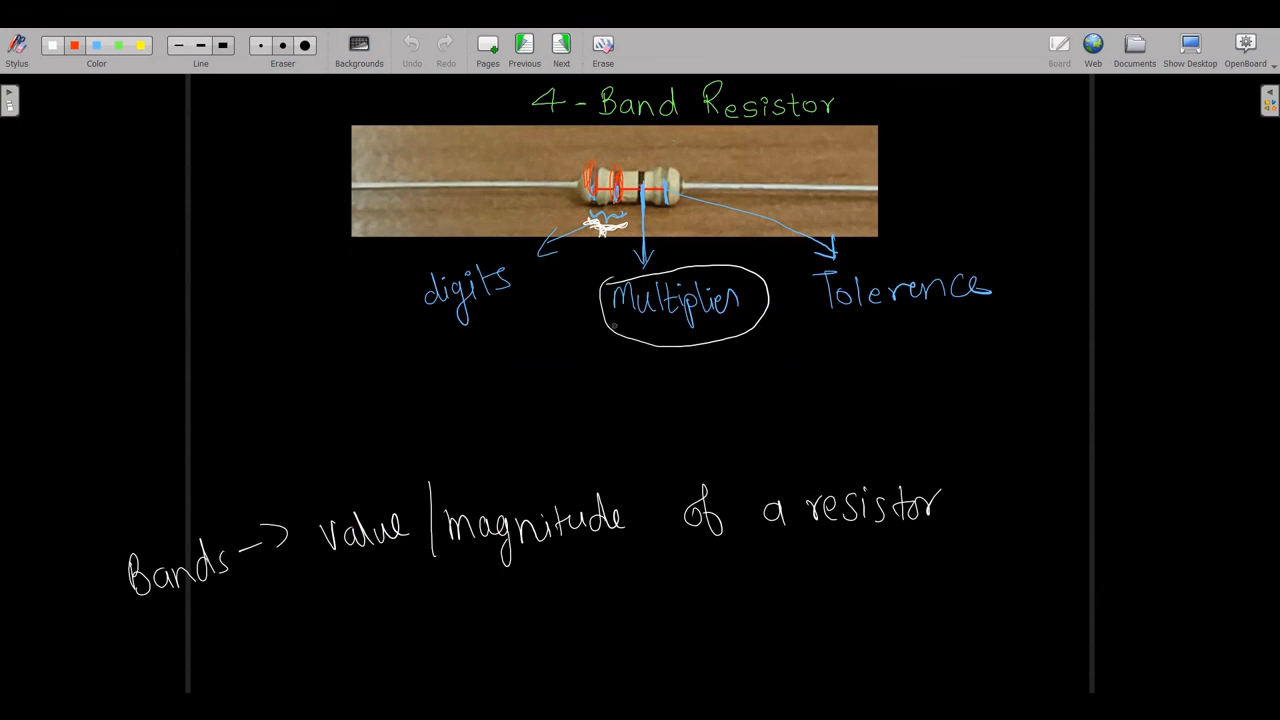 Stylus Color Line Eraser Backgrounds Undo Redo Pages Previous Next Erase Board Web Documents Show Desktop OpenBoard
4-Band Resistor
digits Multiplier Tolerence
Bands -> value/magnitude of a resistor